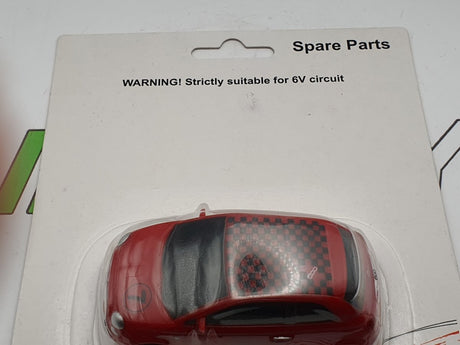 Spare Parts
WARNING! Strictly suitable for 6V circuit